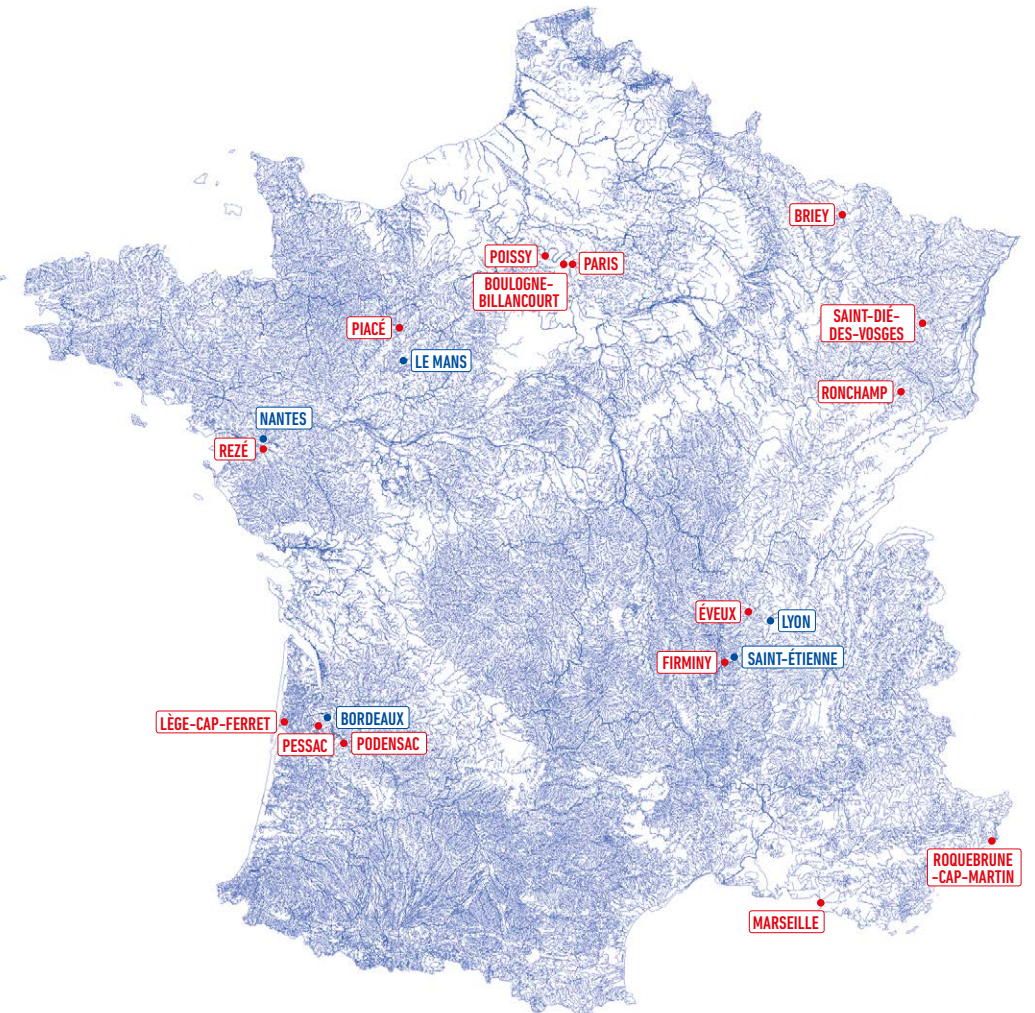 BRIEY
POISSY
PARIS
BOULOGNE-
BILLANCOURT
PIACÉ
SAINT-DIÉ-
DES-VOSGES
LE MANS
RONCHAMP
NANTES
REZÉ
ÉVEUX
LYON
FIRMINY
SAINT-ÉTIENNE
LÈGE-CAP-FERRET
BORDEAUX
PESSAC
PODENSAC
ROQUEBRUNE
-CAP-MARTIN
MARSEILLE